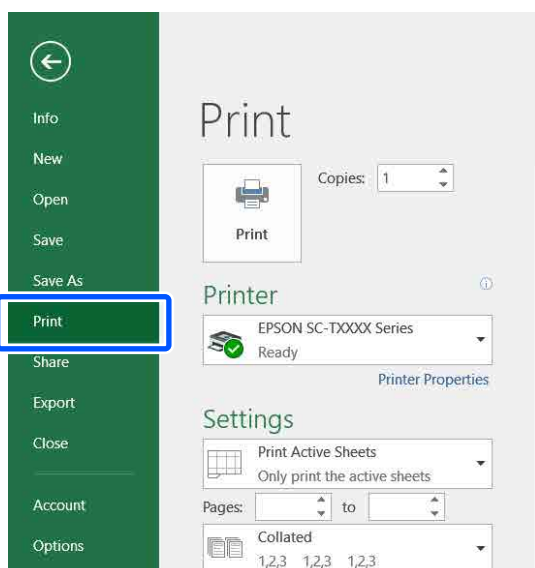 Info
New
Open
Save
Save As
Print
Share
Export
Close
Account
Options
Print
Copies: 1
Print
Printer
EPSON SC-TXXXX Series
Ready
Printer Properties
Settings
Print Active Sheets
Only print the active sheets
Pages: to
Collated
1,2,3 1,2,3 1,2,3